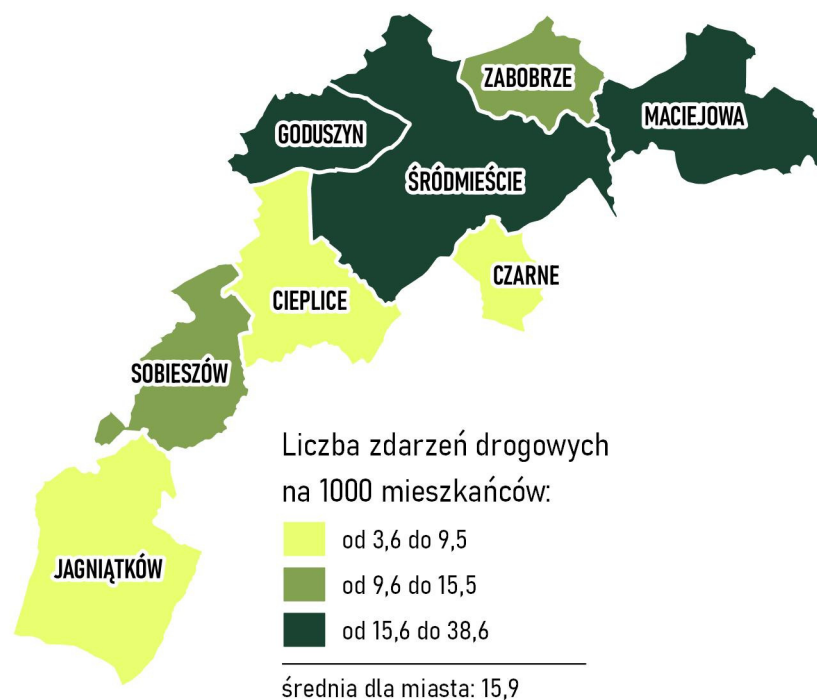 ZABOBRZE
MACIEJOWA
GODUSZYN
ŚRÓDMIEŚCIE
CZARNE
CIEPLICE
SOBIESZÓW
JAGNIĄTKÓW
Liczba zdarzeń drogowych
na 1000 mieszkańców:
od 3,6 do 9,5
od 9,6 do 15,5
od 15,6 do 38,6
średnia dla miasta: 15,9